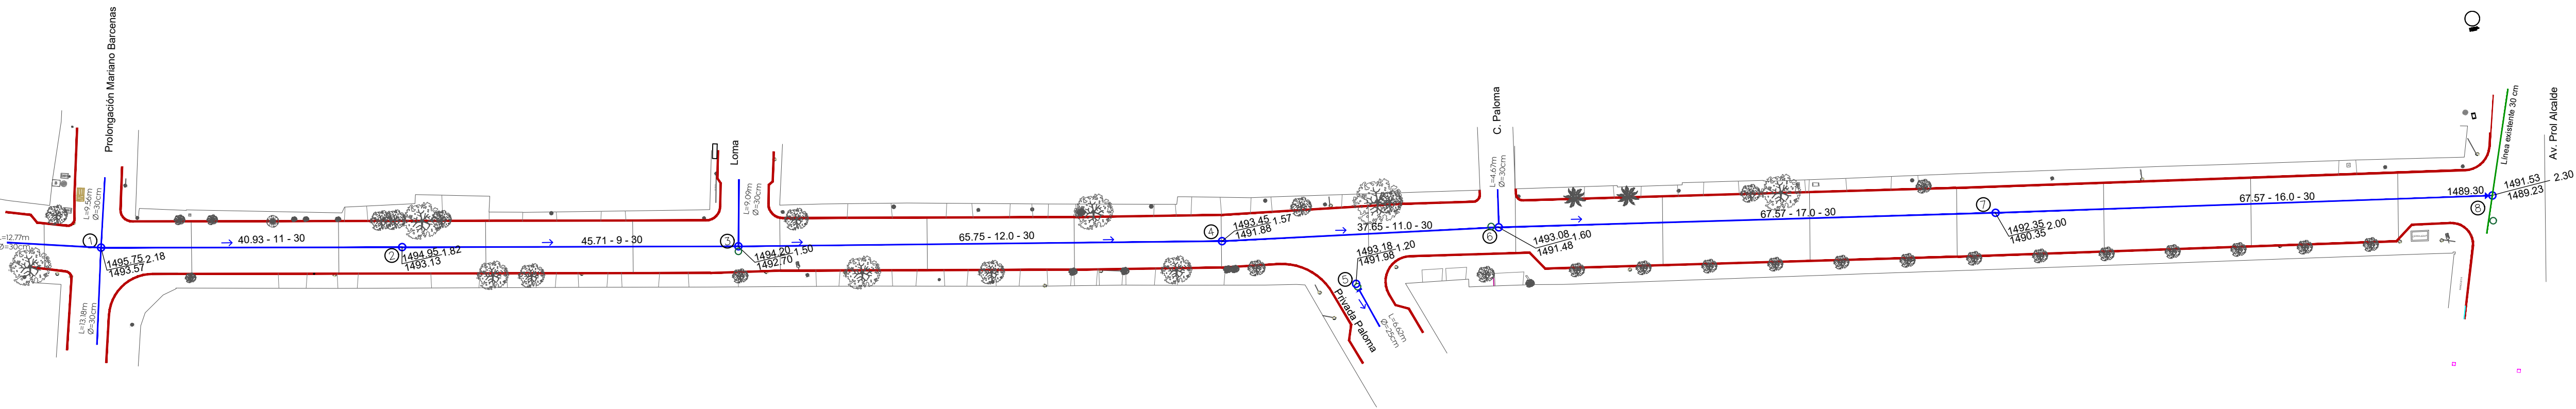 Prolongación Mariano Barcenas
L=9.56m
Ø=30cm
L=12.77m
Ø=30cm
1
1495.75-2.18
1493.57
L=13.18m
Ø=30cm
40.93 - 11 - 30
2
1494.95-1.82
1493.13
45.71 - 9 - 30
Loma
L=9.09m
Ø=30cm
3
1494.20-1.50
1492.70
65.75 - 12.0 - 30
4
1493.45-1.57
1491.88
37.65 - 11.0 - 30
5
1493.18-1.20
1491.98
Privada Paloma
L=6.62m
Ø=25cm
C. Paloma
L=4.67m
Ø=30cm
6
1493.08-1.60
1491.48
67.57 - 17.0 - 30
7
1492.35-2.00
1490.35
67.57 - 16.0 - 30
1489.30
8
1491.53
1489.23
2.30
Línea existente 30 cm
Av. Prol Alcalde